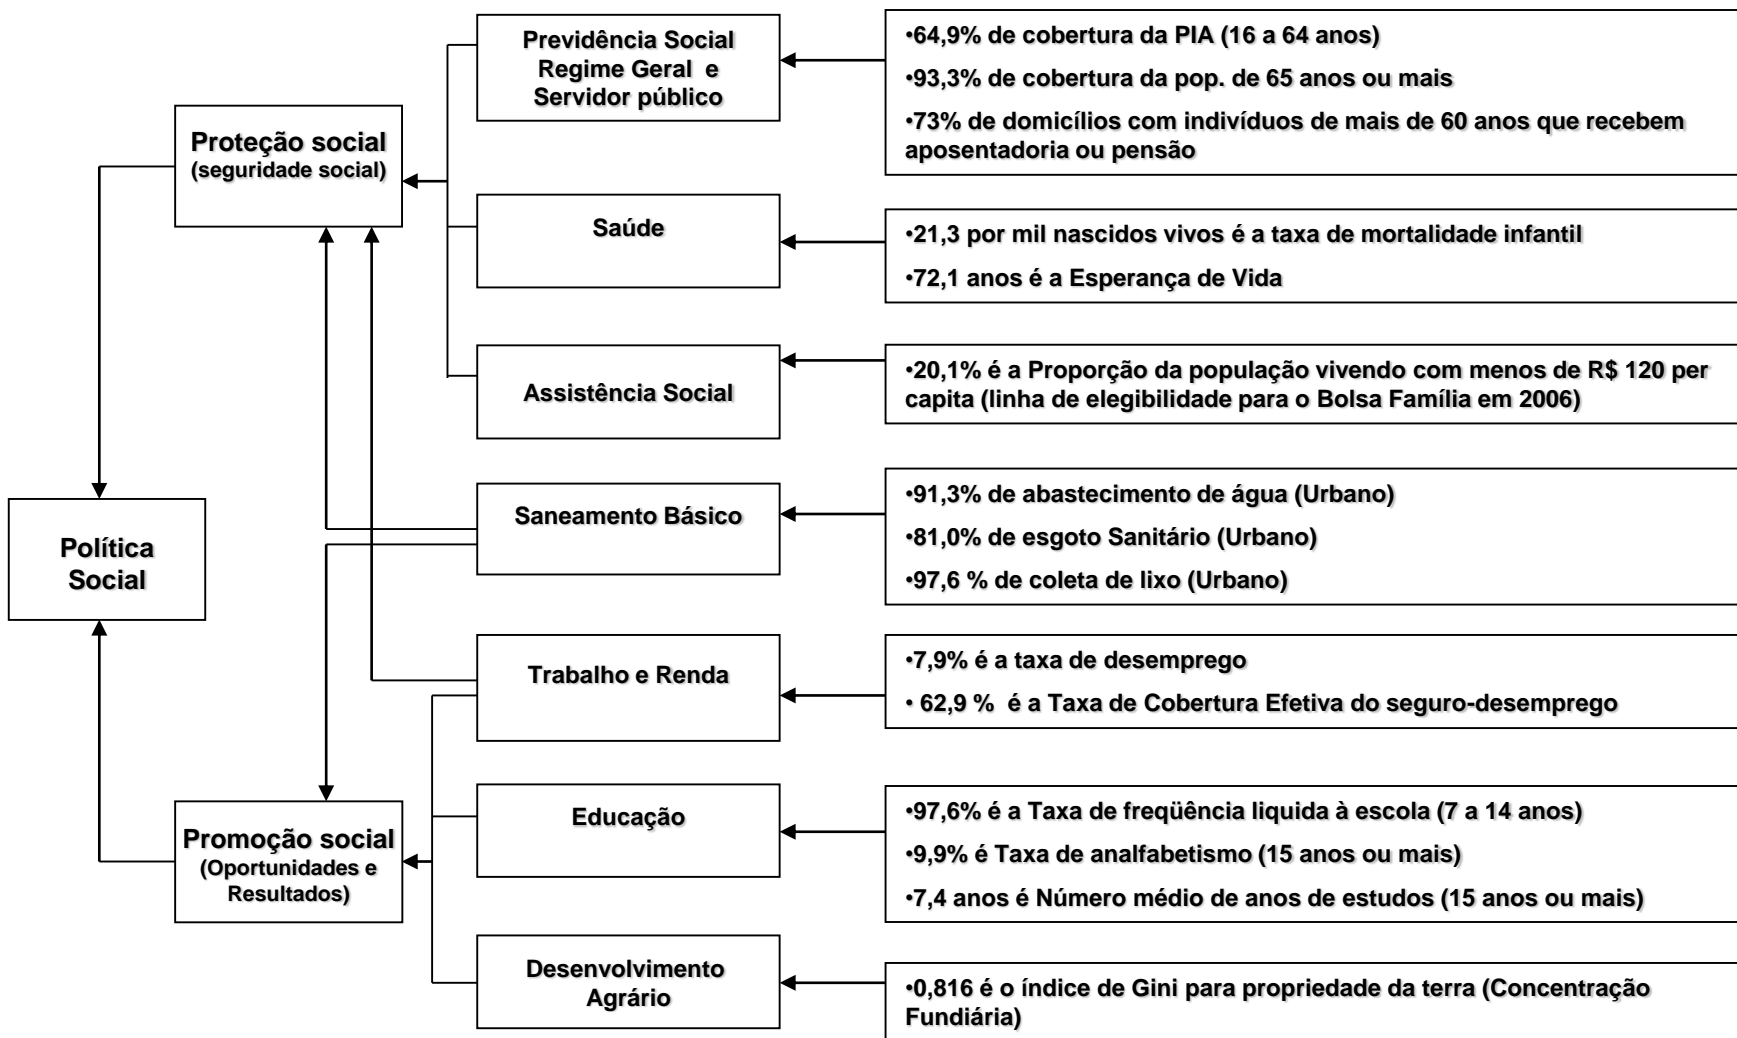 Previdência Social
Regime Geral e
Servidor público
•64,9% de cobertura da PIA (16 a 64 anos)
•93,3% de cobertura da pop. de 65 anos ou mais
•73% de domicílios com indivíduos de mais de 60 anos que recebem
aposentadoria ou pensão
Proteção social
(seguridade social)
Saúde
•21,3 por mil nascidos vivos é a taxa de mortalidade infantil
•72,1 anos é a Esperança de Vida
Assistência Social
•20,1% é a Proporção da população vivendo com menos de R$ 120 per
capita (linha de elegibilidade para o Bolsa Família em 2006)
Política
Social
Saneamento Básico
•91,3% de abastecimento de água (Urbano)
•81,0% de esgoto Sanitário (Urbano)
•97,6 % de coleta de lixo (Urbano)
Trabalho e Renda
•7,9% é a taxa de desemprego
• 62,9 % é a Taxa de Cobertura Efetiva do seguro-desemprego
Promoção social
(Oportunidades e
Resultados)
Educação
•97,6% é a Taxa de freqüência liquida à escola (7 a 14 anos)
•9,9% é Taxa de analfabetismo (15 anos ou mais)
•7,4 anos é Número médio de anos de estudos (15 anos ou mais)
Desenvolvimento
Agrário
•0,816 é o índice de Gini para propriedade da terra (Concentração
Fundiária)